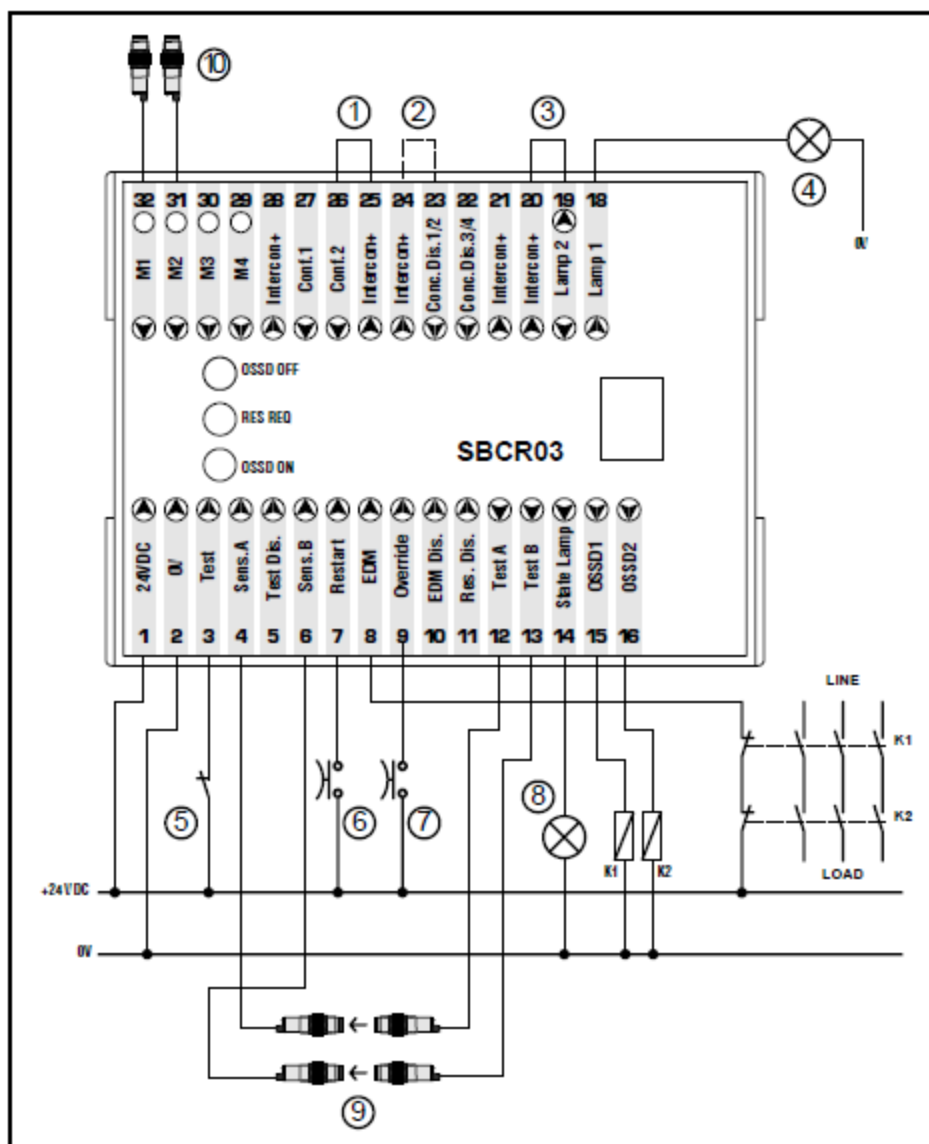 ⑩
① ② ③
④
0V
32 31 30 29 28 27 26 25 24 23 22 21 20 19 18
M1
M2
M3
M4
Intercon+
Conf.1
Conf.2
Intercon+
Intercon+
Conc.Dis.1/2
Conc.Dis.3/4
Intercon+
Intercon+
Lamp 2
Lamp 1
OSSD OFF
RES REQ
OSSD ON
SBCR03
24VDC
0V
Test
Sens.A
Test Dis.
Sens.B
Restart
EDM
Override
EDM Dis.
Res. Dis.
Test A
Test B
State Lamp
OSSD1
OSSD2
1 2 3 4 5 6 7 8 9 10 11 12 13 14 15 16
LINE
K1
⑤ ⑥ ⑦ ⑧
K2
K1 K2
LOAD
+24VDC
0V
⑨